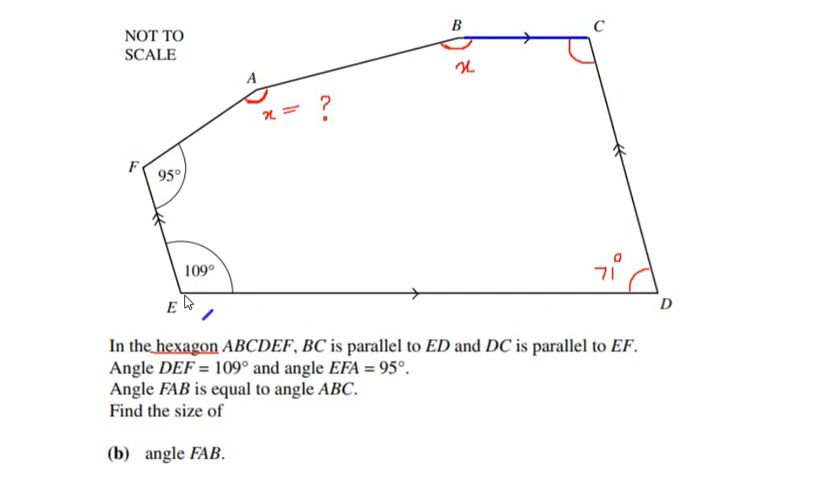 NOT TO
SCALE
B
C
A
x
x = ?
F
95°
71°
109°
E
D
In the hexagon ABCDEF, BC is parallel to ED and DC is parallel to EF.
Angle DEF = 109° and angle EFA = 95°.
Angle FAB is equal to angle ABC.
Find the size of
(b) angle FAB.